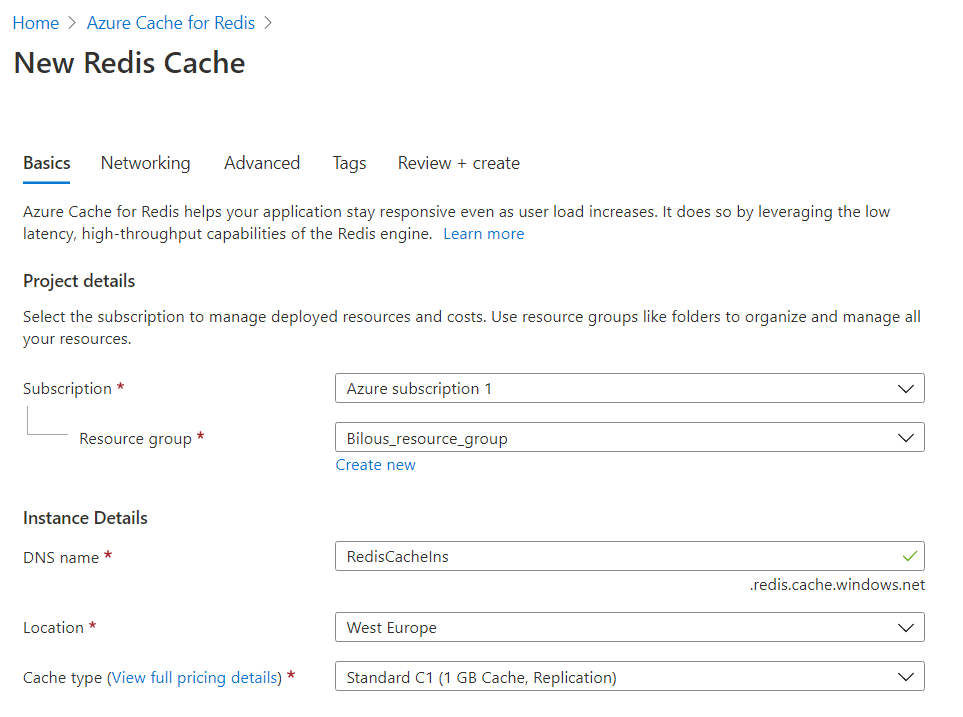 Home > Azure Cache for Redis >
New Redis Cache
Basics Networking Advanced Tags Review + create
Azure Cache for Redis helps your application stay responsive even as user load increases. It does so by leveraging the low
latency, high-throughput capabilities of the Redis engine. Learn more
Project details
Select the subscription to manage deployed resources and costs. Use resource groups like folders to organize and manage all
your resources.
Subscription * Azure subscription 1
Resource group * Bilous_resource_group
Create new
Instance Details
DNS name * RedisCacheIns
.redis.cache.windows.net
Location * West Europe
Cache type (View full pricing details) * Standard C1 (1 GB Cache, Replication)